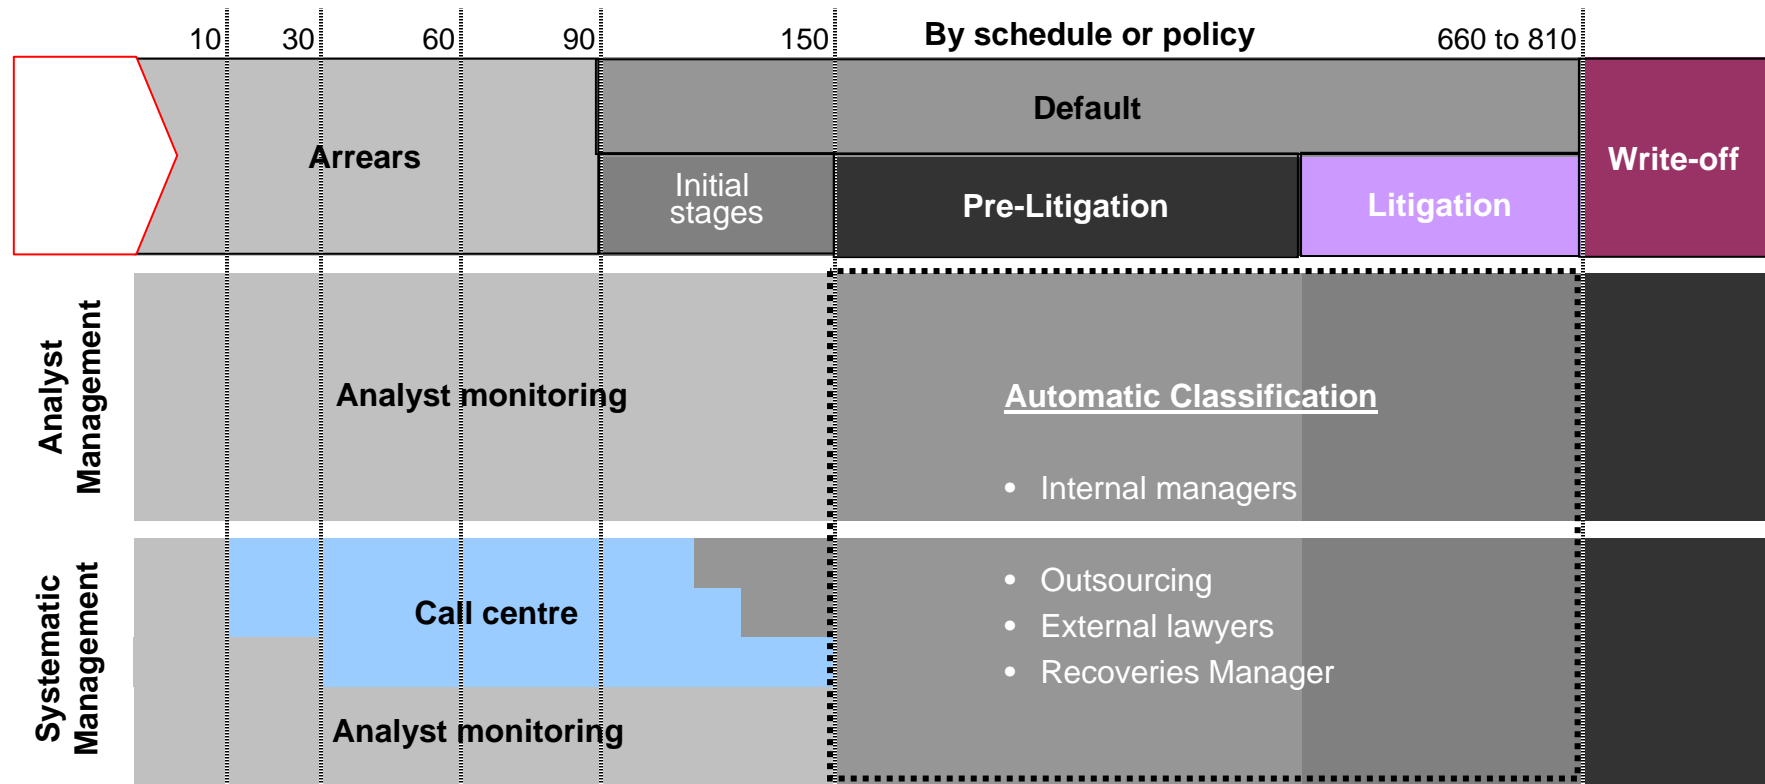 10 30 60 90 150 By schedule or policy 660 to 810
Default
Arrears
Write-off
Initial
stages
Pre-Litigation
Litigation
Analyst
Management
Analyst monitoring
Automatic Classification
• Internal managers
Systematic
Management
Call centre
Analyst monitoring
• Outsourcing
• External lawyers
• Recoveries Manager